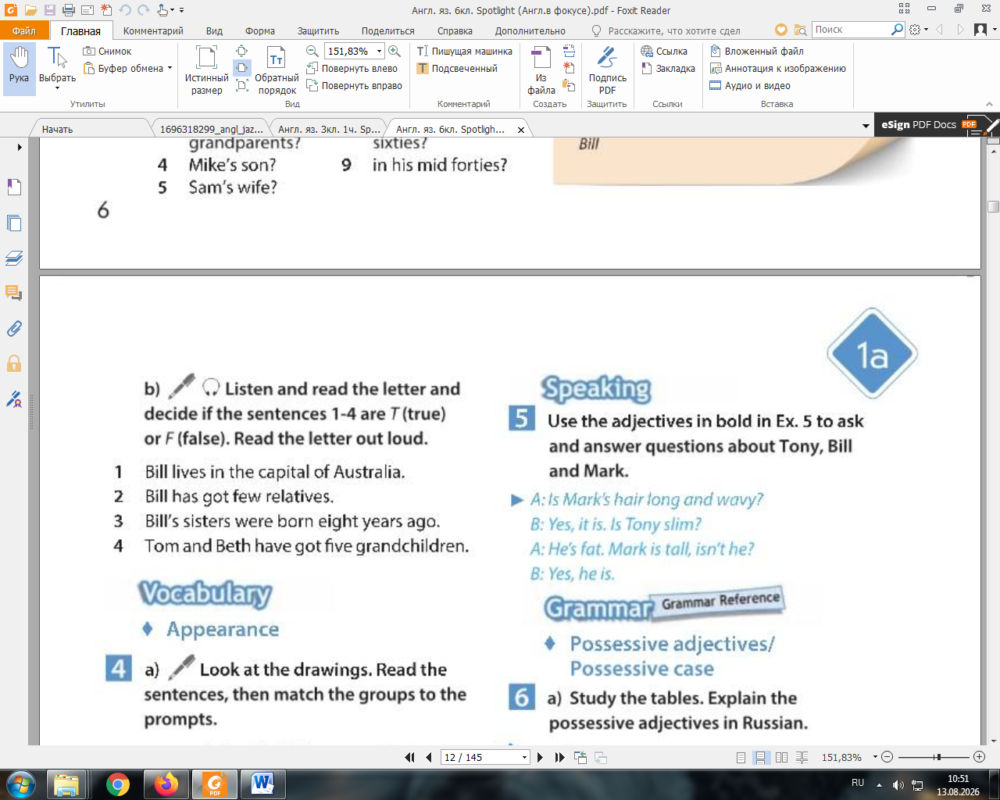 Англ. яз. 6кл. Spotlight (Англ.в фокусе).pdf - Foxit Reader
Файл
Главная
Комментарий
Вид
Форма
Защитить
Поделиться
Справка
Дополнительно
Расскажите, что хотите сдел
Поиск
Рука
Выбрать
Снимок
Буфер обмена
Утилиты
Истинный
размер
Обратный
порядок
151,83%
Повернуть влево
Повернуть вправо
Вид
Пишущая машинка
Подсвеченный
Комментарий
Из
файла
Создать
Подпись
PDF
Защитить
Ссылка
Закладка
Ссылки
Вложенный файл
Аннотация к изображению
Аудио и видео
Вставка
Начать
1696318299_angl_jaz...
Англ. яз. 3кл. 1ч. Sp...
Англ. яз. 6кл. Spotligh...
eSign PDF Docs
PDF
grandparents?
4 Mike's son?
5 Sam's wife?
sixties?
9 in his mid forties?
Bill
6
1a
b) Listen and read the letter and
decide if the sentences 1-4 are T (true)
or F (false). Read the letter out loud.
1 Bill lives in the capital of Australia.
2 Bill has got few relatives.
3 Bill's sisters were born eight years ago.
4 Tom and Beth have got five grandchildren.
Vocabulary
Appearance
4 a) Look at the drawings. Read the
sentences, then match the groups to the
prompts.
Speaking
5 Use the adjectives in bold in Ex. 5 to ask
and answer questions about Tony, Bill
and Mark.
A: Is Mark's hair long and wavy?
B: Yes, it is. Is Tony slim?
A: He's fat. Mark is tall, isn't he?
B: Yes, he is.
Grammar Grammar Reference
Possessive adjectives/
Possessive case
6 a) Study the tables. Explain the
possessive adjectives in Russian.
12 / 145
151,83%
PDF
RU
10:51
13.08.2026